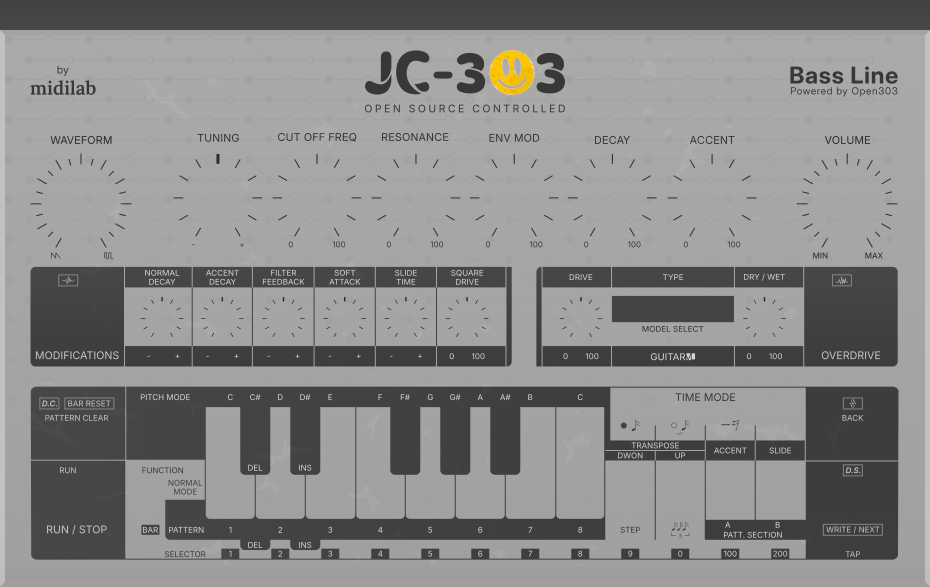 by
midilab
JC-303
OPEN SOURCE CONTROLLED
Bass Line
Powered by Open303
WAVEFORM
TUNING
CUT OFF FREQ
RESONANCE
ENV MOD
DECAY
ACCENT
VOLUME
- +
0 100
0 100
0 100
0 100
0 100
MIN MAX
NORMAL DECAY
ACCENT DECAY
FILTER FEEDBACK
SOFT ATTACK
SLIDE TIME
SQUARE DRIVE
DRIVE
TYPE
DRY / WET
MODEL SELECT
MODIFICATIONS
- +
- +
- +
- +
- +
0 100
0 100
0 100
OVERDRIVE
D.C. BAR RESET
PATTERN CLEAR
PITCH MODE
C C# D D# E F F# G G# A A# B C
TIME MODE
BACK
TRANSPOSE
DWON UP
ACCENT
SLIDE
RUN
FUNCTION
DEL
INS
D.S.
NORMAL
MODE
RUN / STOP
BAR
PATTERN
1 2 3 4 5 6 7 8
STEP
3
A B
PATT. SECTION
WRITE / NEXT
DEL
INS
SELECTOR
1 2 3 4 5 6 7 8 9 0 100 200
TAP